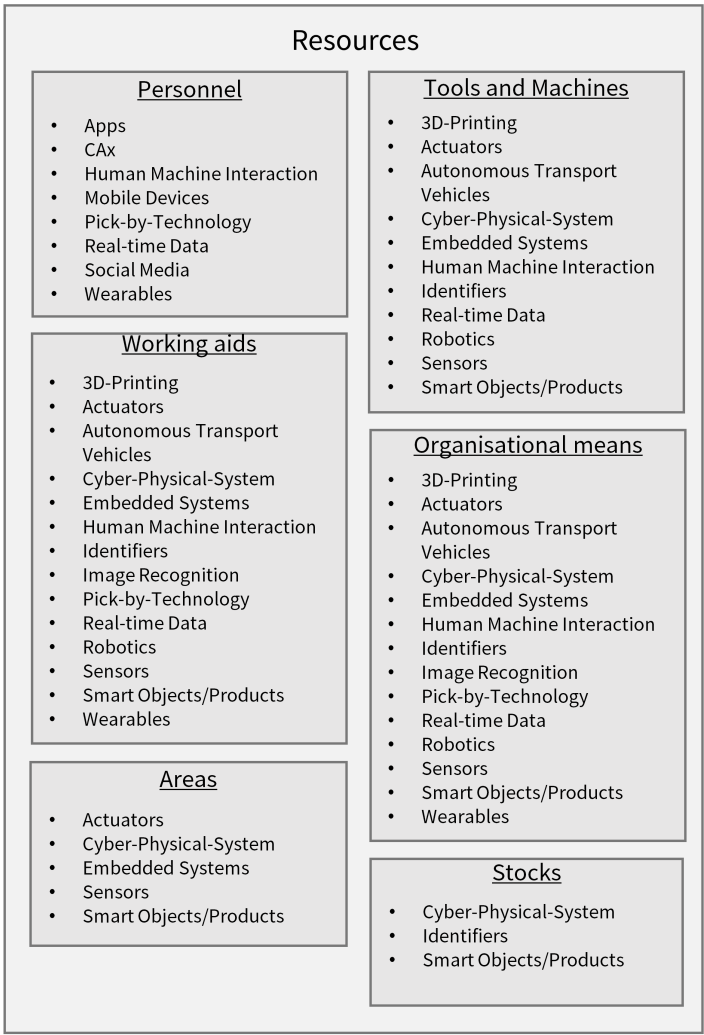 Resources
Personnel
• Apps
• CAx
• Human Machine Interaction
• Mobile Devices
• Pick-by-Technology
• Real-time Data
• Social Media
• Wearables
Working aids
• 3D-Printing
• Actuators
• Autonomous Transport
Vehicles
• Cyber-Physical-System
• Embedded Systems
• Human Machine Interaction
• Identifiers
• Image Recognition
• Pick-by-Technology
• Real-time Data
• Robotics
• Sensors
• Smart Objects/Products
• Wearables
Areas
• Actuators
• Cyber-Physical-System
• Embedded Systems
• Sensors
• Smart Objects/Products
Tools and Machines
• 3D-Printing
• Actuators
• Autonomous Transport
Vehicles
• Cyber-Physical-System
• Embedded Systems
• Human Machine Interaction
• Identifiers
• Real-time Data
• Robotics
• Sensors
• Smart Objects/Products
Organisational means
• 3D-Printing
• Actuators
• Autonomous Transport
Vehicles
• Cyber-Physical-System
• Embedded Systems
• Human Machine Interaction
• Identifiers
• Image Recognition
• Pick-by-Technology
• Real-time Data
• Robotics
• Sensors
• Smart Objects/Products
• Wearables
Stocks
• Cyber-Physical-System
• Identifiers
• Smart Objects/Products